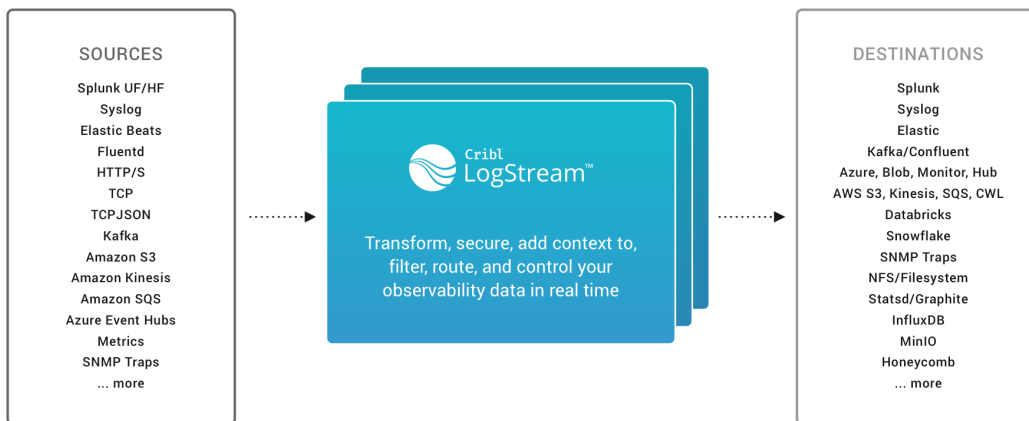 SOURCES
Splunk UF/HF
Syslog
Elastic Beats
Fluentd
HTTP/S
TCP
TCPJSON
Kafka
Amazon S3
Amazon Kinesis
Amazon SQS
Azure Event Hubs
Metrics
SNMP Traps
... more
Cribl
LogStream™
Transform, secure, add context to,
filter, route, and control your
observability data in real time
DESTINATIONS
Splunk
Syslog
Elastic
Kafka/Confluent
Azure, Blob, Monitor, Hub
AWS S3, Kinesis, SQS, CWL
Databricks
Snowflake
SNMP Traps
NFS/Filesystem
Statsd/Graphite
InfluxDB
MinIO
Honeycomb
... more